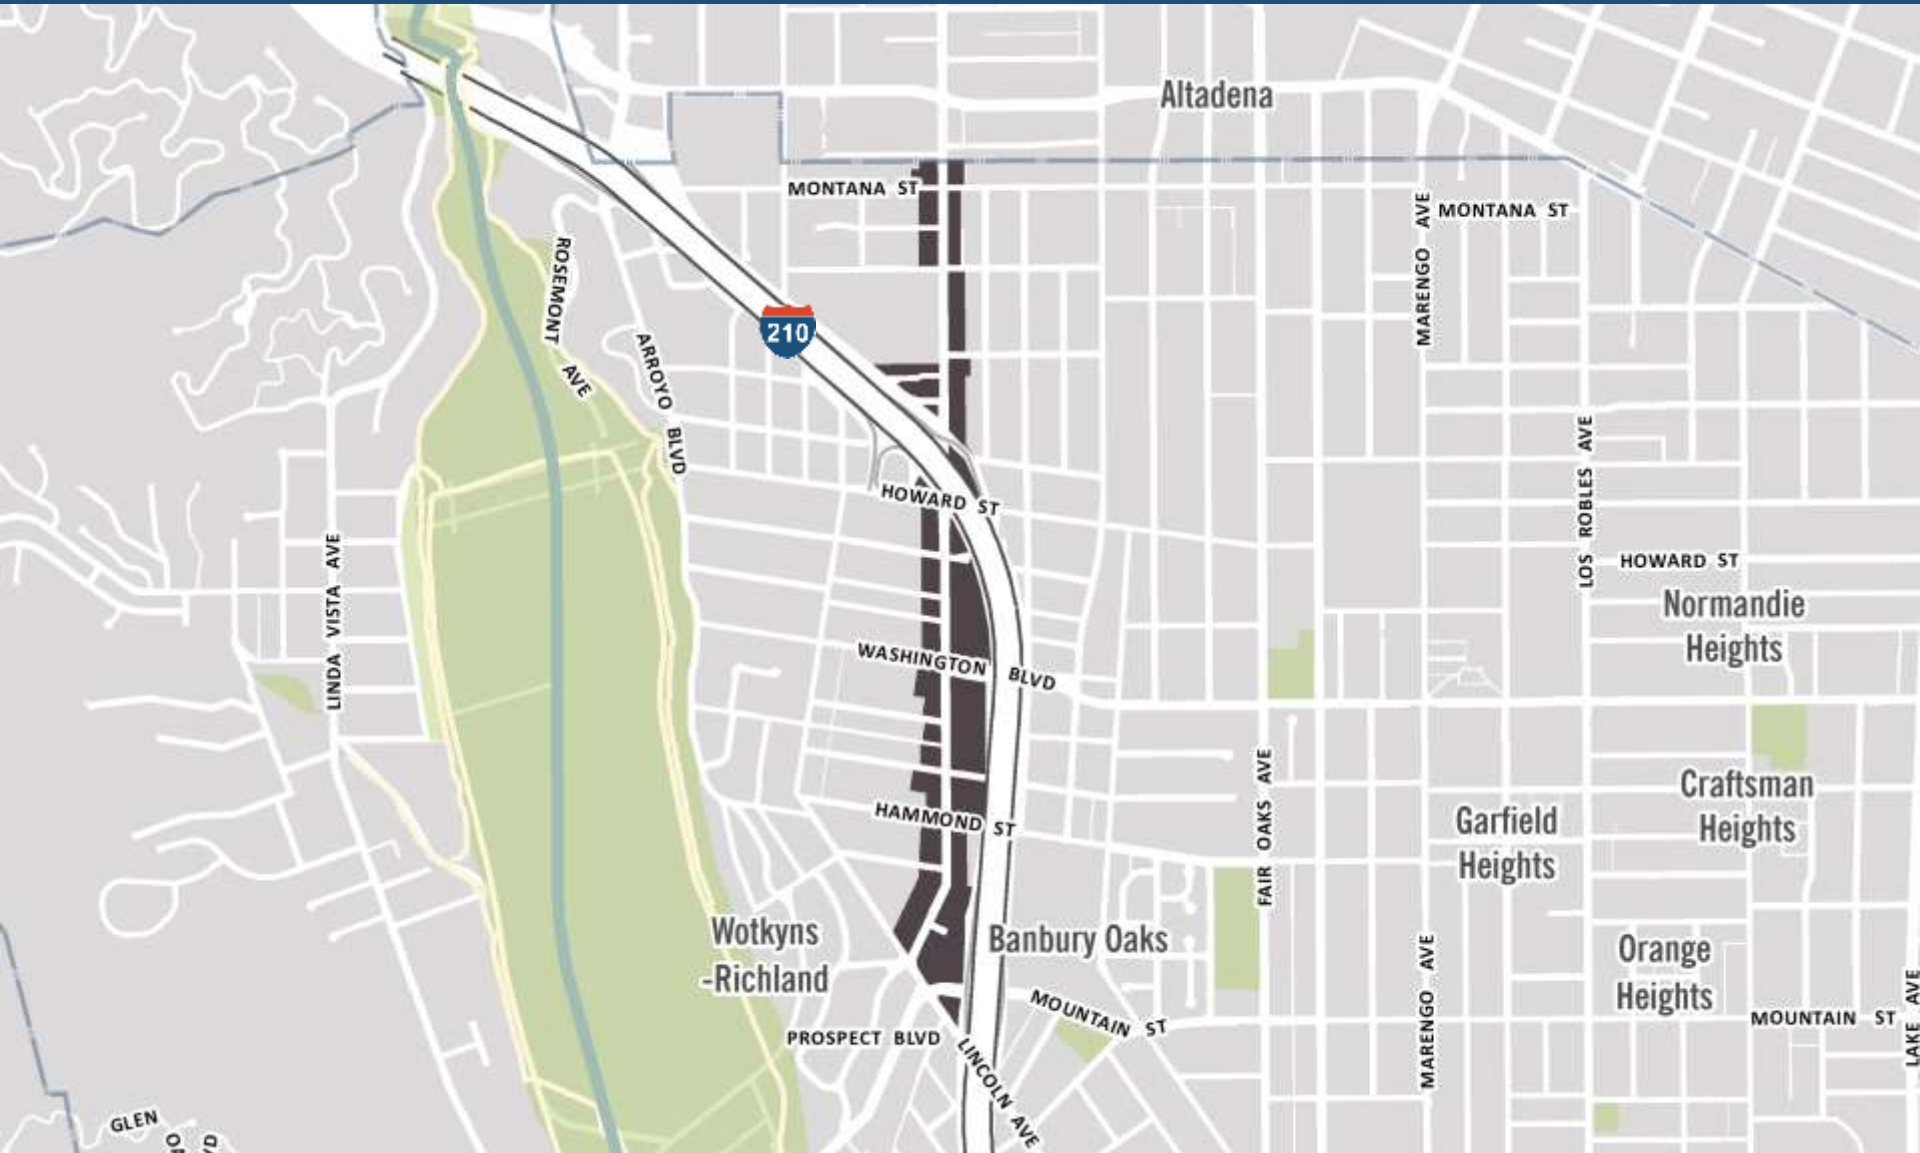 Altadena
MONTANA ST
MONTANA ST
MARENGO AVE
ROSEMONT AVE
210
ARROYO BLVD
LOS ROBLES AVE
HOWARD ST
HOWARD ST
LINDA VISTA AVE
Normandie
Heights
WASHINGTON BLVD
FAIR OAKS AVE
Craftsman
Heights
HAMMOND ST
Garfield
Heights
Wotkyns
-Richland
Banbury Oaks
MARENGO AVE
Orange
Heights
LAKE AVE
MOUNTAIN ST
MOUNTAIN ST
PROSPECT BLVD
LINCOLN AVE
GLEN